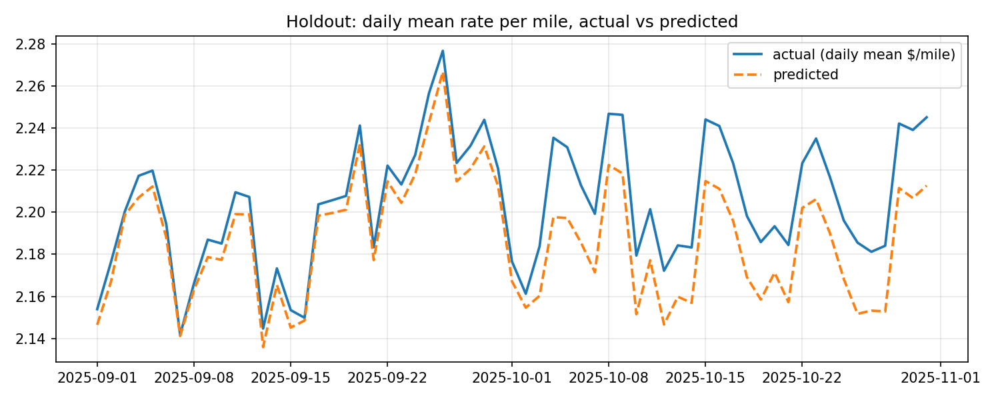 Holdout: daily mean rate per mile, actual vs predicted
actual (daily mean $/mile)
predicted
2.28
2.26
2.24
2.22
2.20
2.18
2.16
2.14
2025-09-01 2025-09-08 2025-09-15 2025-09-22 2025-10-01 2025-10-08 2025-10-15 2025-10-22 2025-11-01